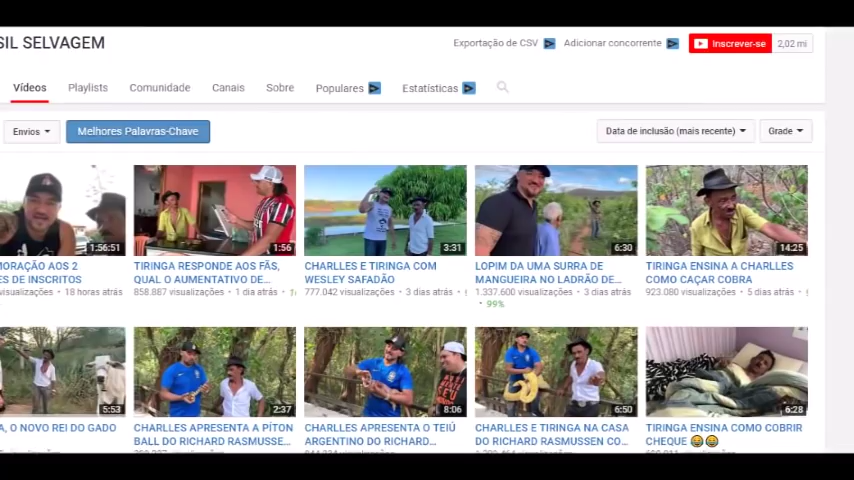 SIL SELVAGEM
Exportação de CSV
Adicionar concorrente
Inscrever-se 2,02 mi
Vídeos
Playlists
Comunidade
Canais
Sobre
Populares
Estatísticas
Envios
Melhores Palavras-Chave
Data de inclusão (mais recente)
Grade
1:56:51
1:56
3:31
6:30
14:25
MORAÇÃO AOS 2
ES DE INSCRITOS
visualizações • 18 horas atrás
TIRINGA RESPONDE AOS FÃS,
QUAL O AUMENTATIVO DE...
858.887 visualizações • 1 dia atrás
CHARLLES E TIRINGA COM
WESLEY SAFADÃO
777.042 visualizações • 3 dias atrás
LOPIM DA UMA SURRA DE
MANGUEIRA NO LADRÃO DE...
1.337.600 visualizações • 3 dias atrás
• 99%
TIRINGA ENSINA A CHARLLES
COMO CAÇAR COBRA
923.080 visualizações • 5 dias atrás
5:53
2:37
8:06
6:50
6:28
A, O NOVO REI DO GADO
CHARLLES APRESENTA A PÍTON
BALL DO RICHARD RASMUSSE...
CHARLLES APRESENTA O TEIÚ
ARGENTINO DO RICHARD...
CHARLLES E TIRINGA NA CASA
DO RICHARD RASMUSSEN CO...
TIRINGA ENSINA COMO COBRIR
CHEQUE 😂😂